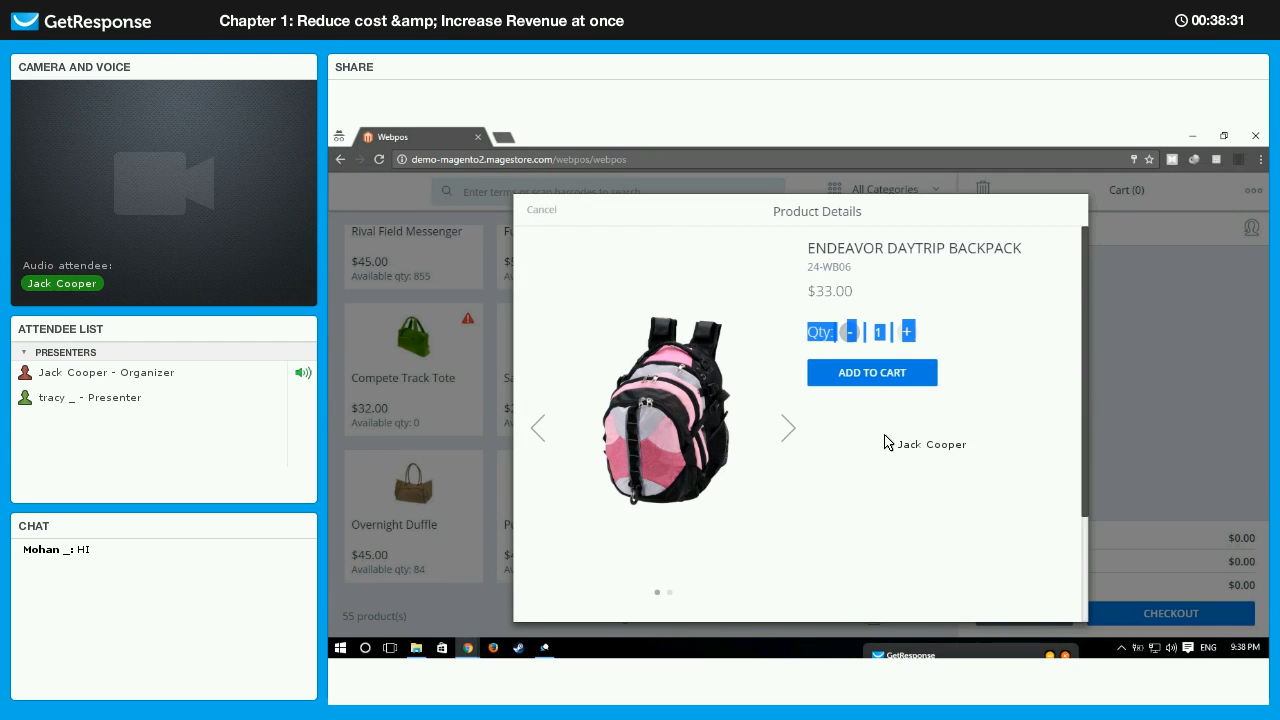 GetResponse
Chapter 1: Reduce cost &amp; Increase Revenue at once
00:38:31
CAMERA AND VOICE
Audio attendee:
Jack Cooper
ATTENDEE LIST
PRESENTERS
Jack Cooper - Organizer
tracy _ - Presenter
CHAT
Mohan _: HI
SHARE
Webpos
demo-magento2.magestore.com/webpos/webpos
Enter terms or scan barcodes to search
All Categories
Cart (0)
Cancel
Product Details
Rival Field Messenger
$45.00
Available qty: 855
Compete Track Tote
$32.00
Available qty: 0
Overnight Duffle
$45.00
Available qty: 84
55 product(s)
ENDEAVOR DAYTRIP BACKPACK
24-WB06
$33.00
Qty: - 1 +
ADD TO CART
Jack Cooper
$0.00
$0.00
$0.00
CHECKOUT
GetResponse
ENG
9:38 PM